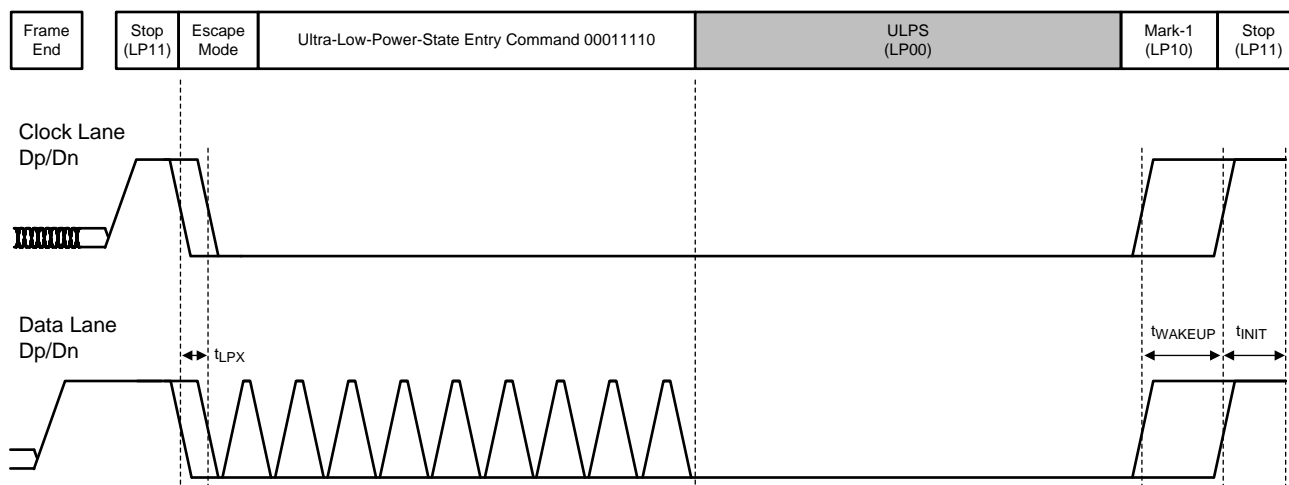 Frame
End
Stop
(LP11)
Escape
Mode
Ultra-Low-Power-State Entry Command 00011110
ULPS
(LP00)
Mark-1
(LP10)
Stop
(LP11)
Clock Lane
Dp/Dn
Data Lane
Dp/Dn
tLPX
tWAKEUP
tINIT